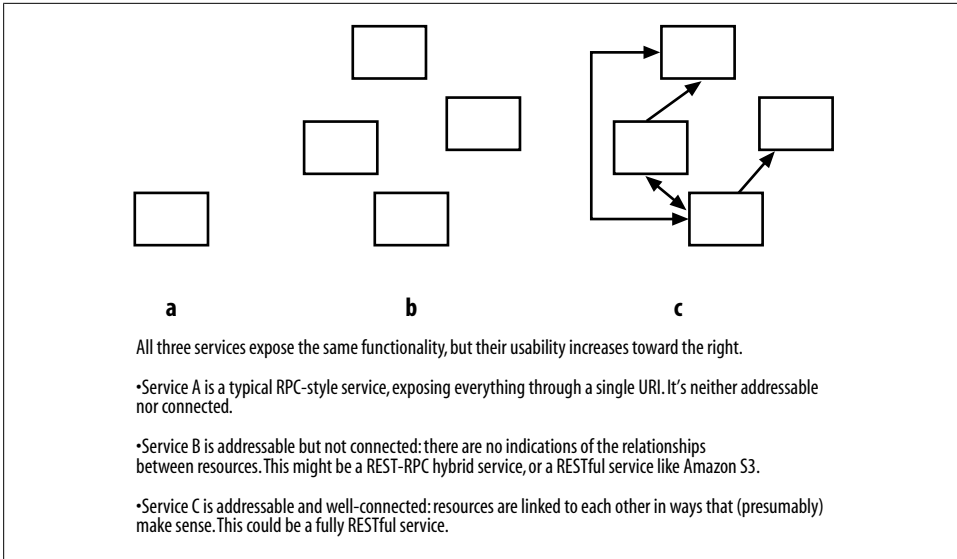 a
b
c
All three services expose the same functionality, but their usability increases toward the right.
•Service A is a typical RPC-style service, exposing everything through a single URI. It's neither addressable
nor connected.
•Service B is addressable but not connected: there are no indications of the relationships
between resources. This might be a REST-RPC hybrid service, or a RESTful service like Amazon S3.
•Service C is addressable and well-connected: resources are linked to each other in ways that (presumably)
make sense. This could be a fully RESTful service.